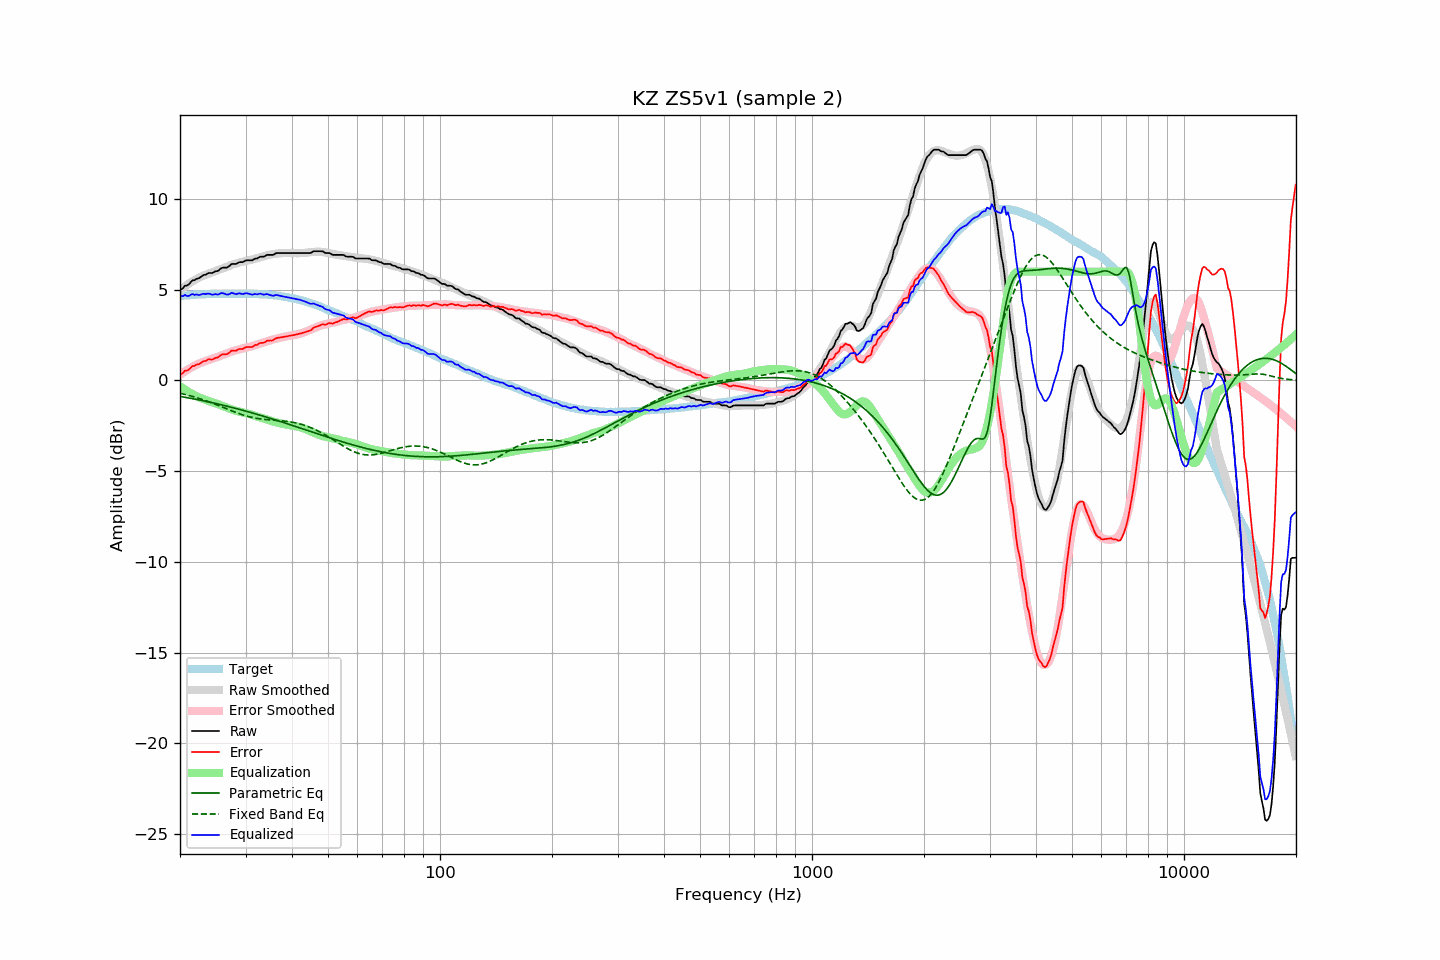 KZ ZS5v1 (sample 2)
10
5
0
−5
−10
−15
−20
−25
Amplitude (dBr)
Target
Raw Smoothed
Error Smoothed
Raw
Error
Equalization
Parametric Eq
Fixed Band Eq
Equalized
100
1000
10000
Frequency (Hz)